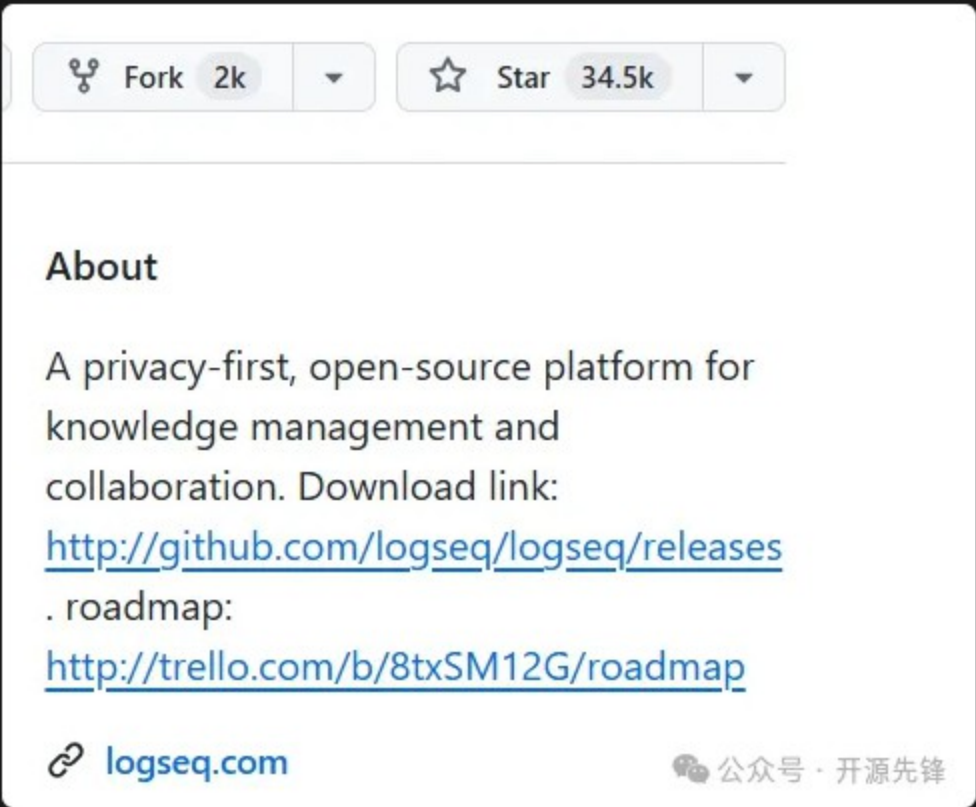 Fork 2k
Star 34.5k
About
A privacy-first, open-source platform for
knowledge management and
collaboration. Download link:
http://github.com/logseq/logseq/releases
. roadmap:
http://trello.com/b/8txSM12G/roadmap
logseq.com
公众号 · 开源先锋